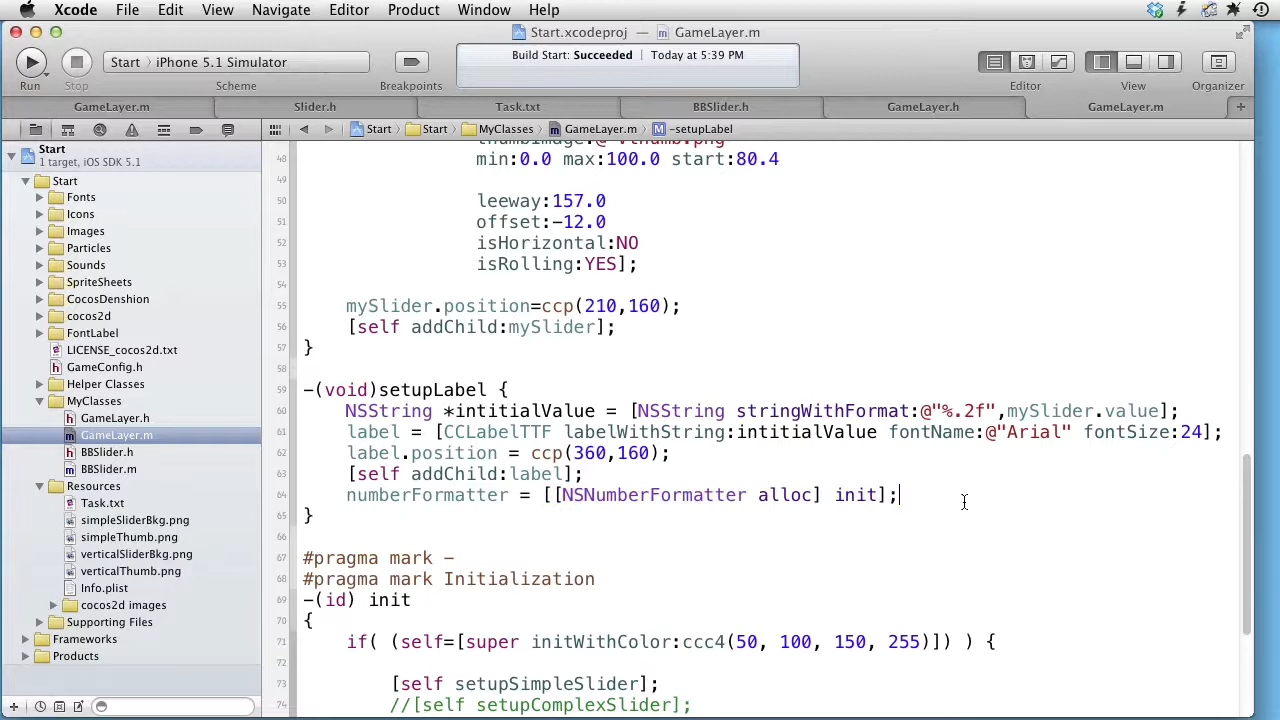 Xcode File Edit View Navigate Editor Product Window Help
Start.xcodeproj — GameLayer.m
Build Start: Succeeded | Today at 5:39 PM
Start › iPhone 5.1 Simulator
Run Stop Scheme Breakpoints Editor View Organizer
GameLayer.m Slider.h Task.txt BBSlider.h GameLayer.h GameLayer.m
Start › Start › MyClasses › GameLayer.m › -setupLabel
Start
1 target, iOS SDK 5.1
Start
Fonts
Icons
Images
Particles
Sounds
SpriteSheets
CocosDenshion
cocos2d
FontLabel
LICENSE_cocos2d.txt
GameConfig.h
Helper Classes
MyClasses
GameLayer.h
GameLayer.m
BBSlider.h
BBSlider.m
Resources
Task.txt
simpleSliderBkg.png
simpleThumb.png
verticalSliderBkg.png
verticalThumb.png
Info.plist
cocos2d images
Supporting Files
Frameworks
Products
48 min:0.0 max:100.0 start:80.4
49
50 leeway:157.0
51 offset:-12.0
52 isHorizontal:NO
53 isRolling:YES];
54
55 mySlider.position=ccp(210,160);
56 [self addChild:mySlider];
57 }
58
59 -(void)setupLabel {
60 NSString *intitialValue = [NSString stringWithFormat:@"%.2f",mySlider.value];
61 label = [CCLabelTTF labelWithString:intitialValue fontName:@"Arial" fontSize:24];
62 label.position = ccp(360,160);
63 [self addChild:label];
64 numberFormatter = [[NSNumberFormatter alloc] init];
65 }
66
67 #pragma mark -
68 #pragma mark Initialization
69 -(id) init
70 {
71 if( (self=[super initWithColor:ccc4(50, 100, 150, 255)]) ) {
72
73 [self setupSimpleSlider];
74 //[self setupComplexSlider];